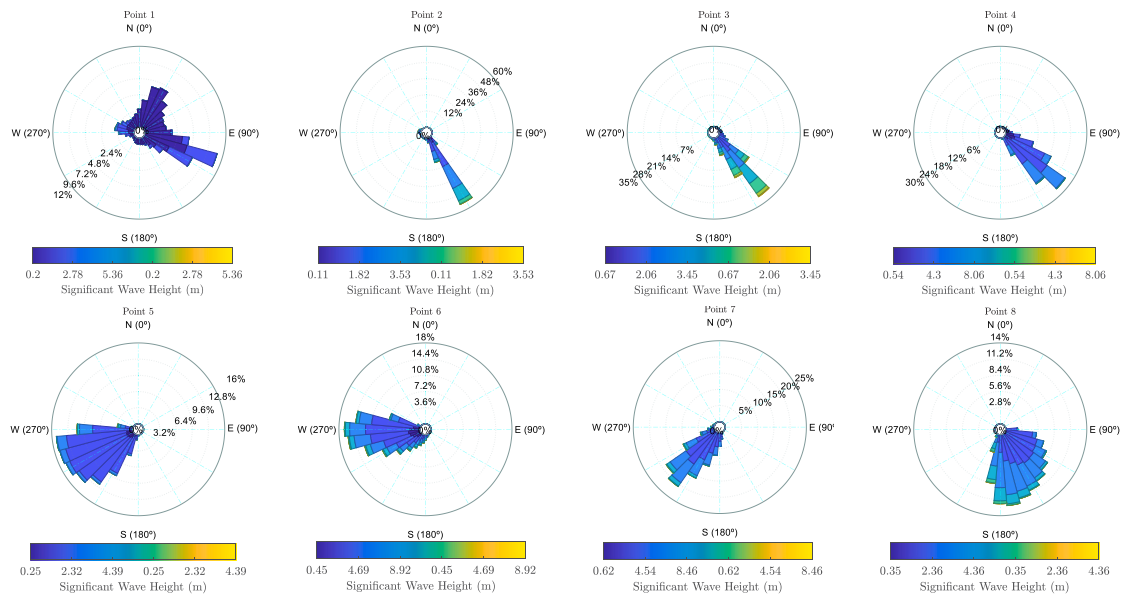 Point 1
N (0º)
W (270º)
E (90º)
0%
2.4%
4.8%
7.2%
9.6%
12%
S (180º)
0.2 2.78 5.36 0.2 2.78 5.36
Significant Wave Height (m)
Point 2
N (0º)
60%
48%
36%
24%
12%
0%
W (270º)
E (90º)
S (180º)
0.11 1.82 3.53 0.11 1.82 3.53
Significant Wave Height (m)
Point 3
N (0º)
W (270º)
E (90º)
0%
7%
14%
21%
28%
35%
S (180º)
0.67 2.06 3.45 0.67 2.06 3.45
Significant Wave Height (m)
Point 4
N (0º)
W (270º)
E (90º)
0%
6%
12%
18%
24%
30%
S (180º)
0.54 4.3 8.06 0.54 4.3 8.06
Significant Wave Height (m)
Point 5
N (0º)
16%
12.8%
9.6%
6.4%
3.2%
0%
W (270º)
E (90º)
S (180º)
0.25 2.32 4.39 0.25 2.32 4.39
Significant Wave Height (m)
Point 6
N (0º)
18%
14.4%
10.8%
7.2%
3.6%
0%
W (270º)
E (90º)
S (180º)
0.45 4.69 8.92 0.45 4.69 8.92
Significant Wave Height (m)
Point 7
N (0º)
25%
20%
15%
10%
5%
0%
W (270º)
E (90º
S (180º)
0.62 4.54 8.46 0.62 4.54 8.46
Significant Wave Height (m)
Point 8
N (0º)
14%
11.2%
8.4%
5.6%
2.8%
0%
W (270º)
E (90º)
S (180º)
0.35 2.36 4.36 0.35 2.36 4.36
Significant Wave Height (m)